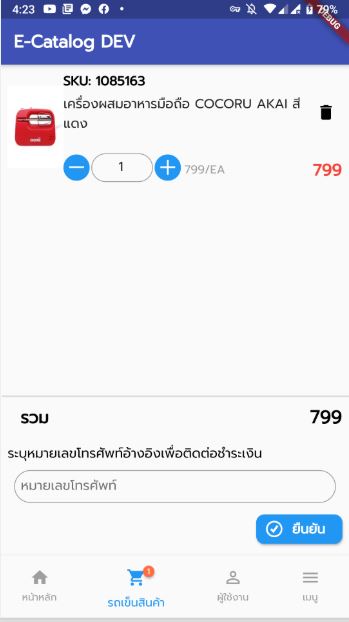 4:23
79%
E-Catalog DEV
SKU: 1085163
เครื่องผสมอาหารมือถือ COCORU AKAI สี
แดง
1
799/EA
799
รวม
799
ระบุหมายเลขโทรศัพท์อ้างอิงเพื่อติดต่อชำระเงิน
หมายเลขโทรศัพท์
ยืนยัน
1
หน้าหลัก
รถเข็นสินค้า
ผู้ใช้งาน
เมนู